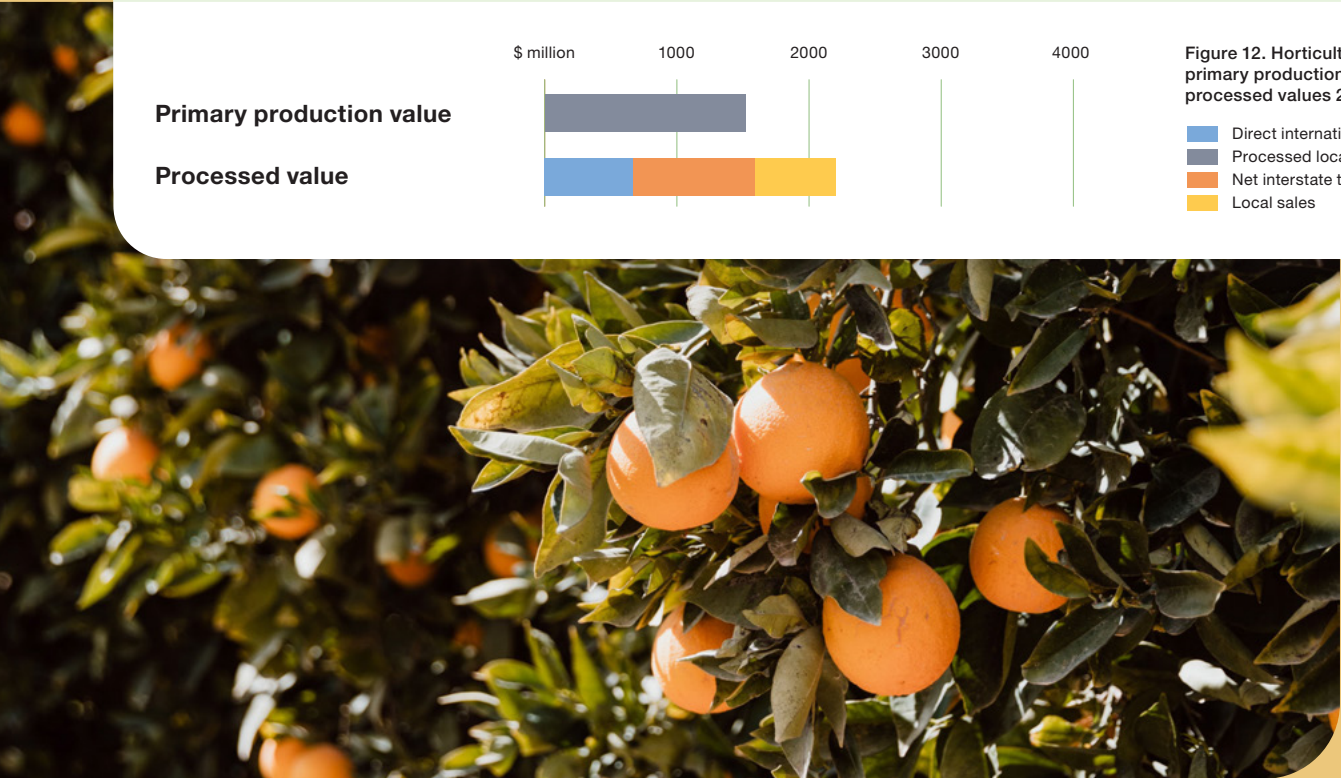 $ million 1000 2000 3000 4000
Primary production value
Processed value
Figure 12. Horticult
primary production
processed values 2
Direct internati
Processed loca
Net interstate t
Local sales